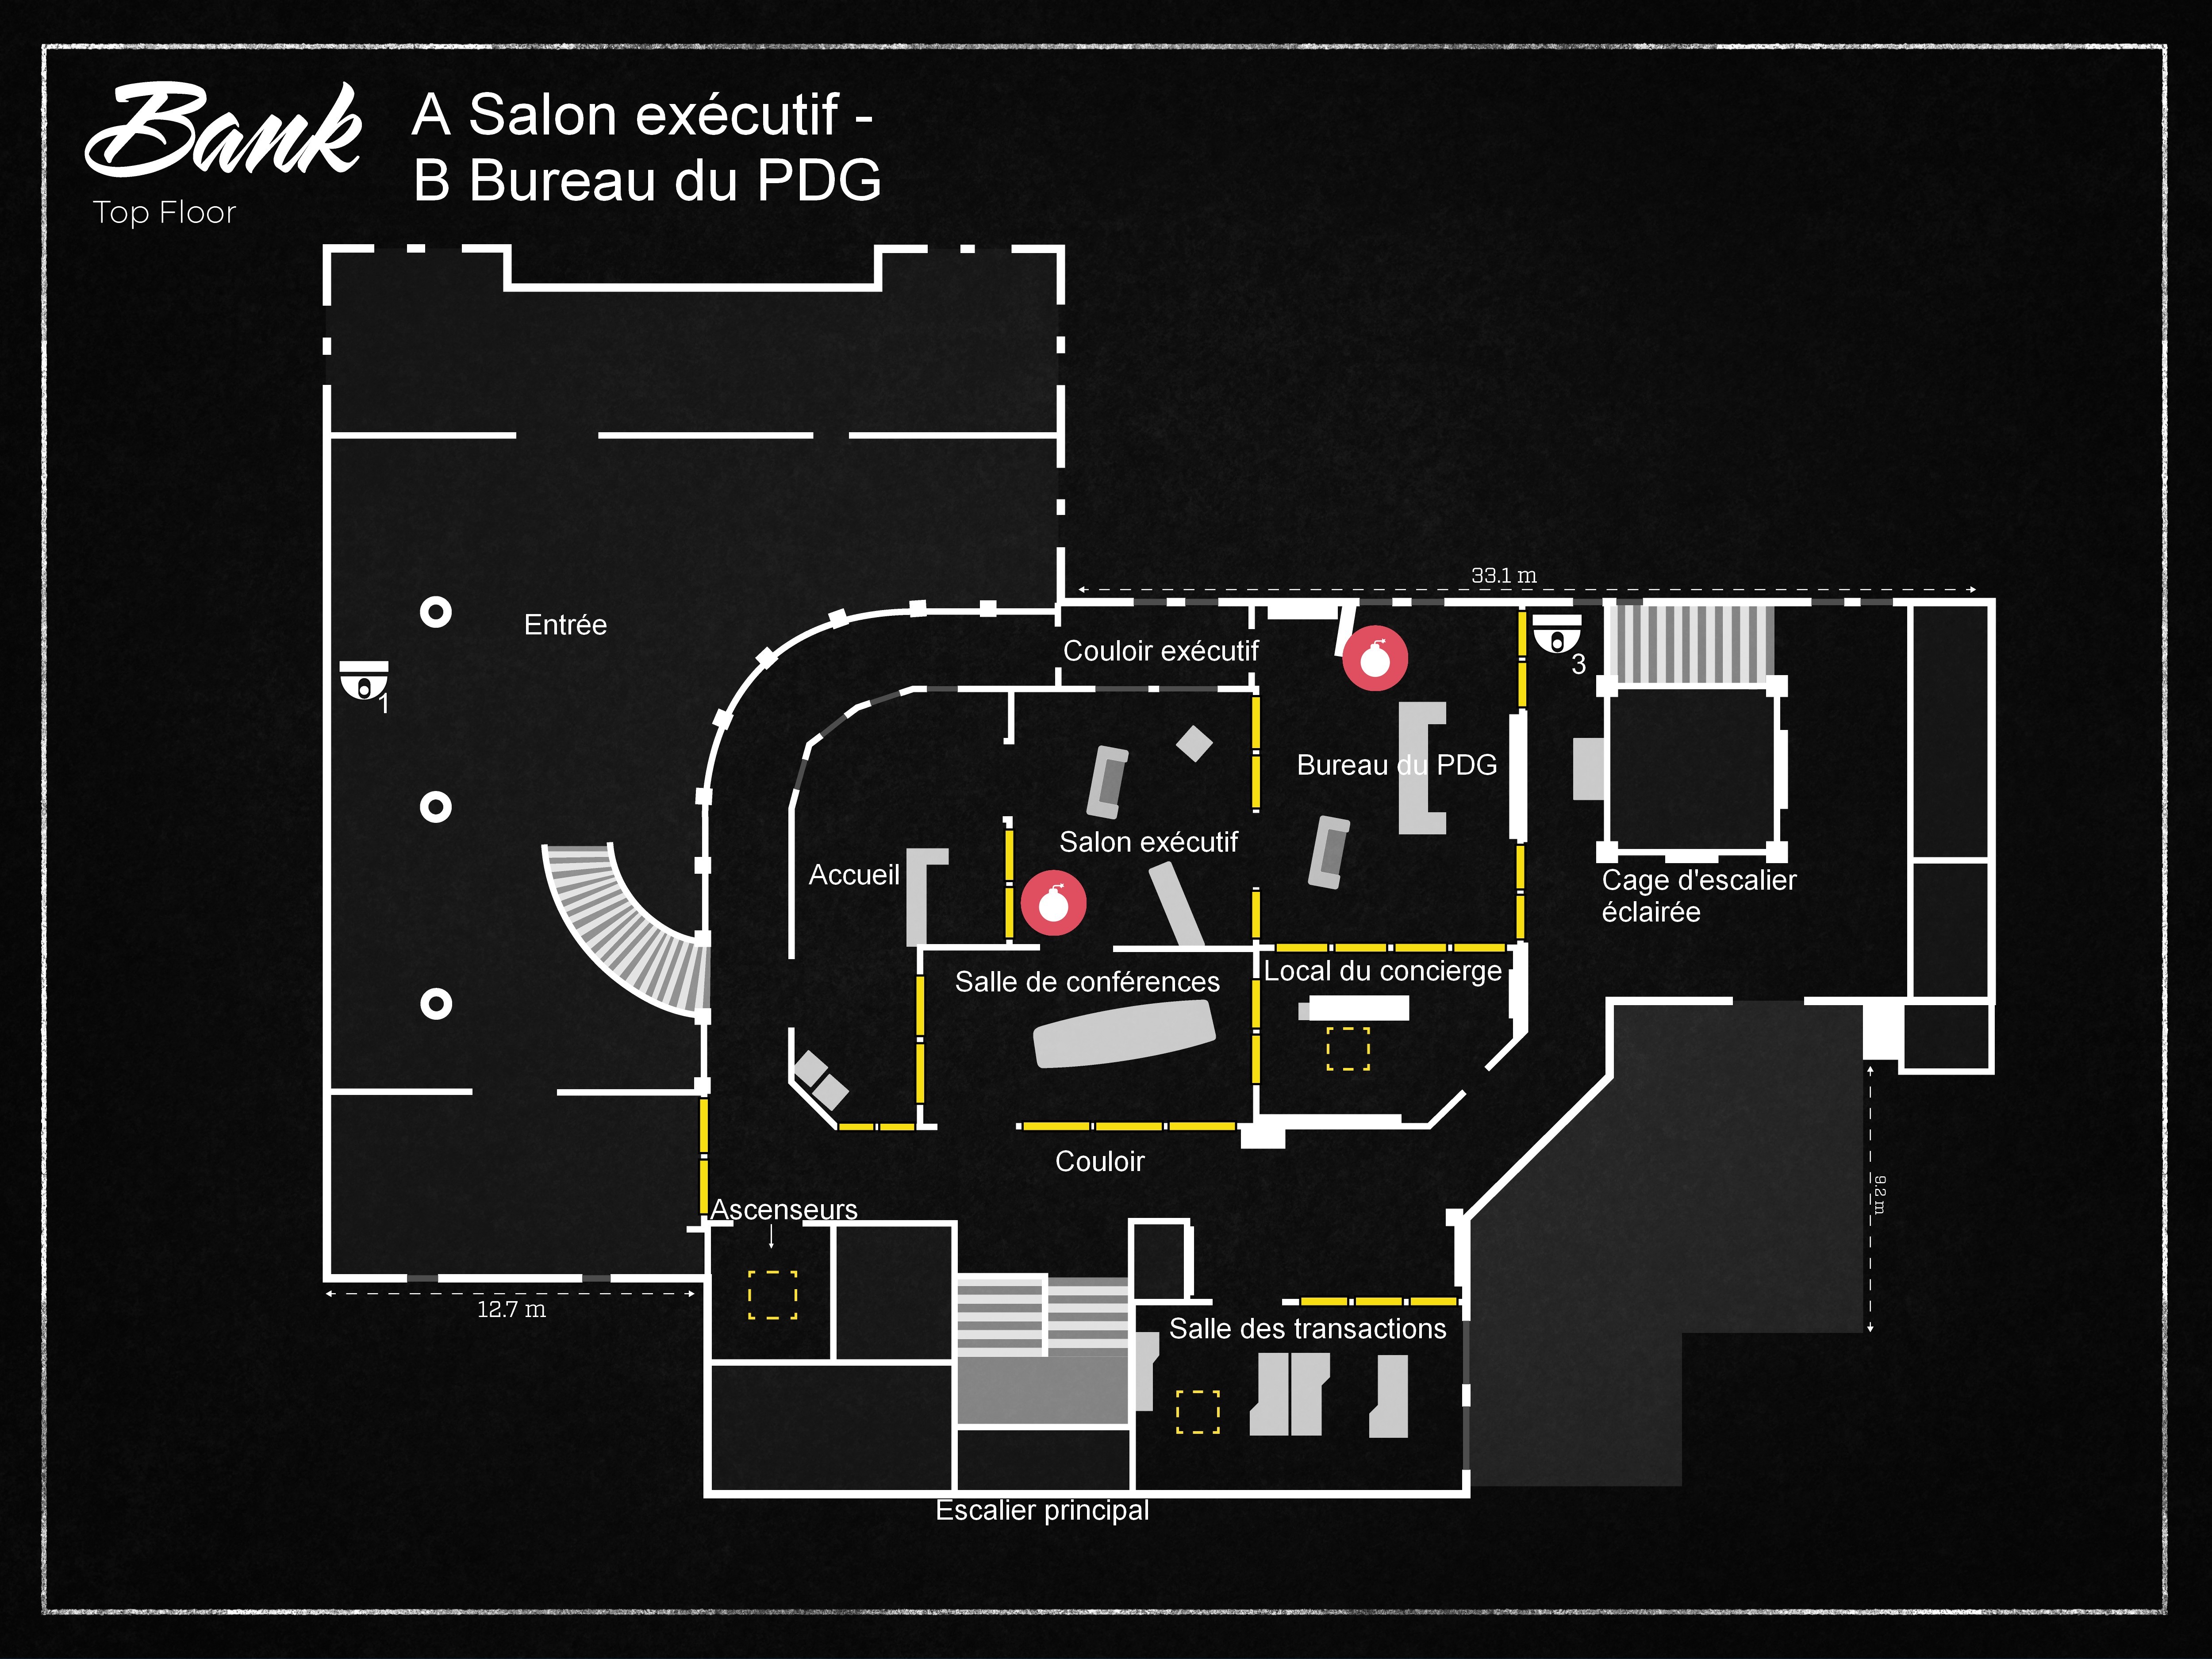 Bank
Top Floor
A Salon exécutif -
B Bureau du PDG
33.1 m
Entrée
Couloir exécutif
3
1
Bureau du PDG
Salon exécutif
Accueil
Cage d'escalier
éclairée
Salle de conférences
Local du concierge
Couloir
9.2 m
Ascenseurs
12.7 m
Salle des transactions
Escalier principal